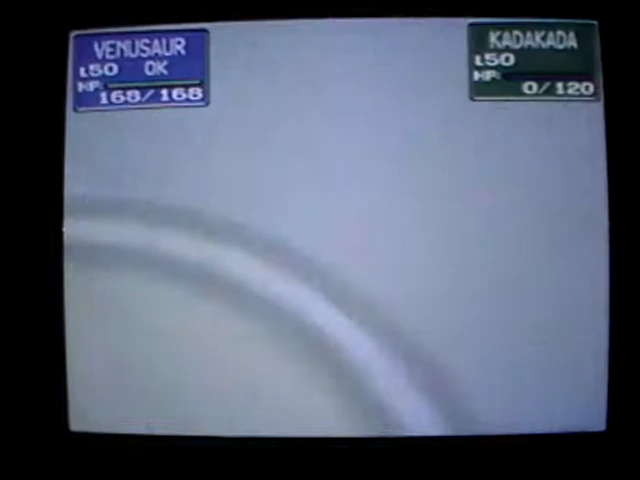 VENUSAUR
L50 OK
HP:
168/168
KADAKADA
L50
HP:
0/120